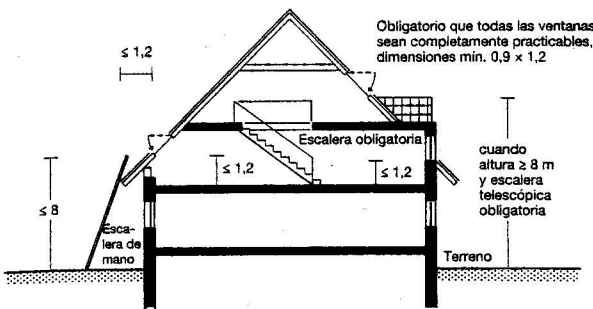 Obligatorio que todas las ventanas
sean completamente practicables,
dimensiones mín. 0,9 × 1,2
≤ 1,2
Escalera obligatoria
≤ 1,2
≤ 1,2
cuando
altura ≥ 8 m
y escalera
telescópica
obligatoria
≤ 8
Esca-
lera de
mano
Terreno